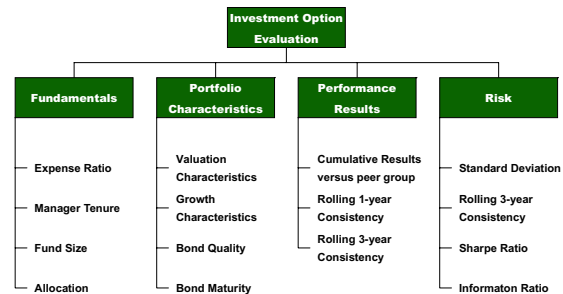 Investment Option
Evaluation
Fundamentals
Expense Ratio
Manager Tenure
Fund Size
Allocation
Portfolio
Characteristics
Valuation
Characteristics
Growth
Characteristics
Bond Quality
Bond Maturity
Performance
Results
Cumulative Results
versus peer group
Rolling 1-year
Consistency
Rolling 3-year
Consistency
Risk
Standard Deviation
Rolling 3-year
Consistency
Sharpe Ratio
Informaton Ratio